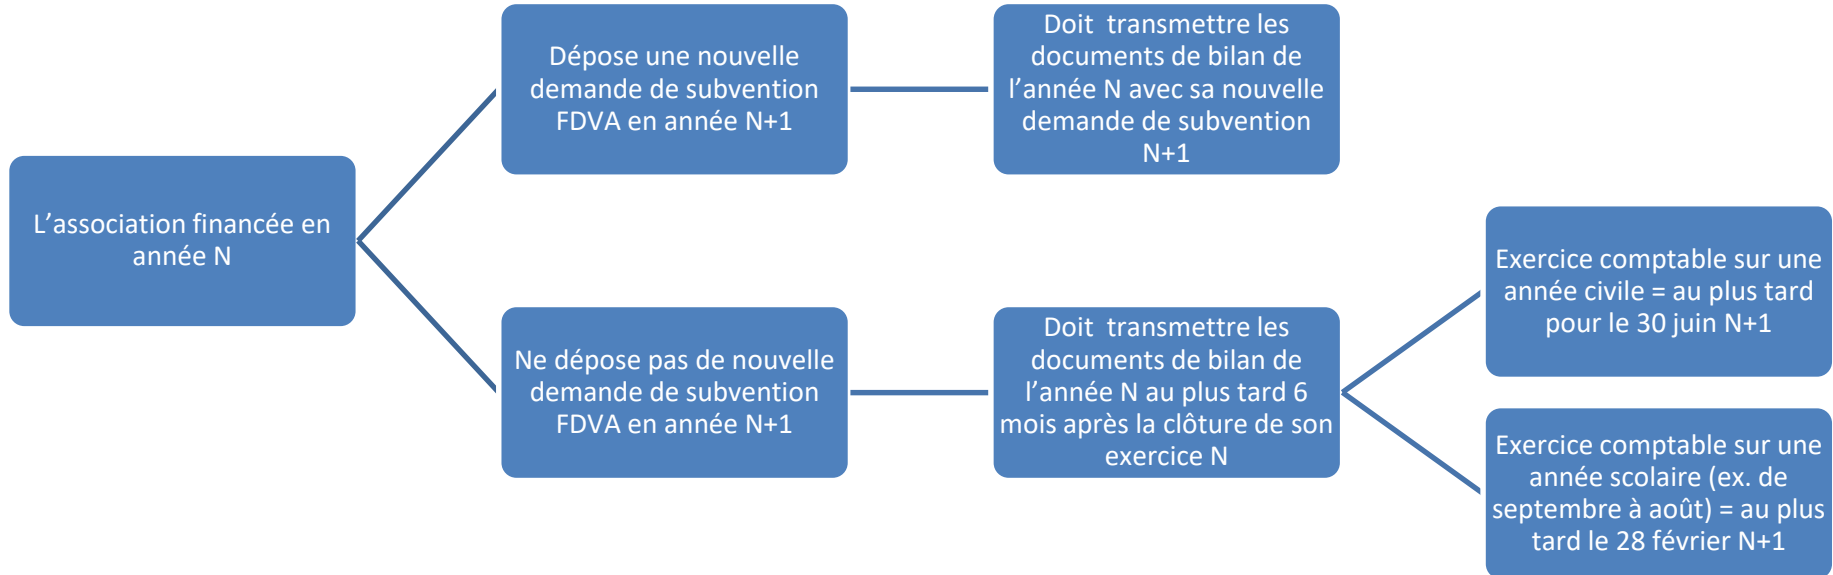 L’association financée en
année N
Dépose une nouvelle
demande de subvention
FDVA en année N+1
Doit  transmettre les
documents de bilan de
l’année N avec sa nouvelle
demande de subvention
N+1
Ne dépose pas de nouvelle
demande de subvention
FDVA en année N+1
Doit  transmettre les
documents de bilan de
l’année N au plus tard 6
mois après la clôture de son
exercice N
Exercice comptable sur une
année civile = au plus tard
pour le 30 juin N+1
Exercice comptable sur une
année scolaire (ex. de
septembre à août) = au plus
tard le 28 février N+1